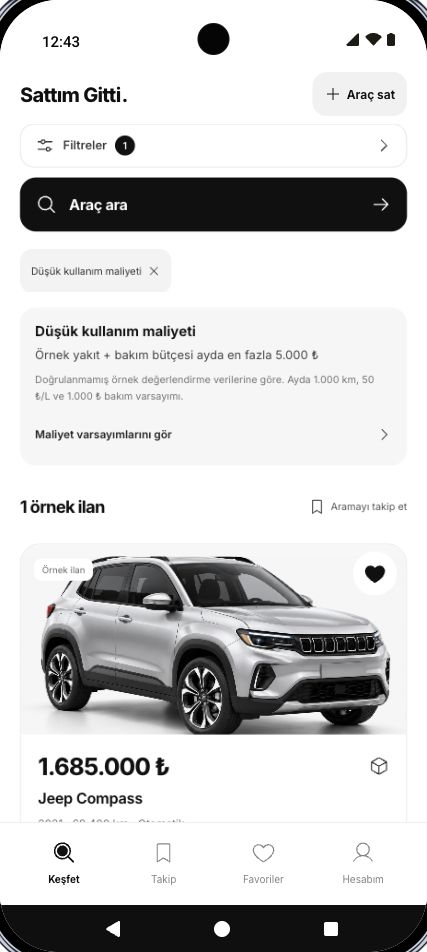 12:43
Sattım Gitti.
Araç sat
Filtreler 1
Araç ara
Düşük kullanım maliyeti
Düşük kullanım maliyeti
Örnek yakıt + bakım bütçesi ayda en fazla 5.000 ₺
Doğrulanmamış örnek değerlendirme verilerine göre. Ayda 1.000 km, 50
₺/L ve 1.000 ₺ bakım varsayımı.
Maliyet varsayımlarını gör
1 örnek ilan
Aramayı takip et
Örnek ilan
1.685.000 ₺
Jeep Compass
Keşfet
Takip
Favoriler
Hesabım